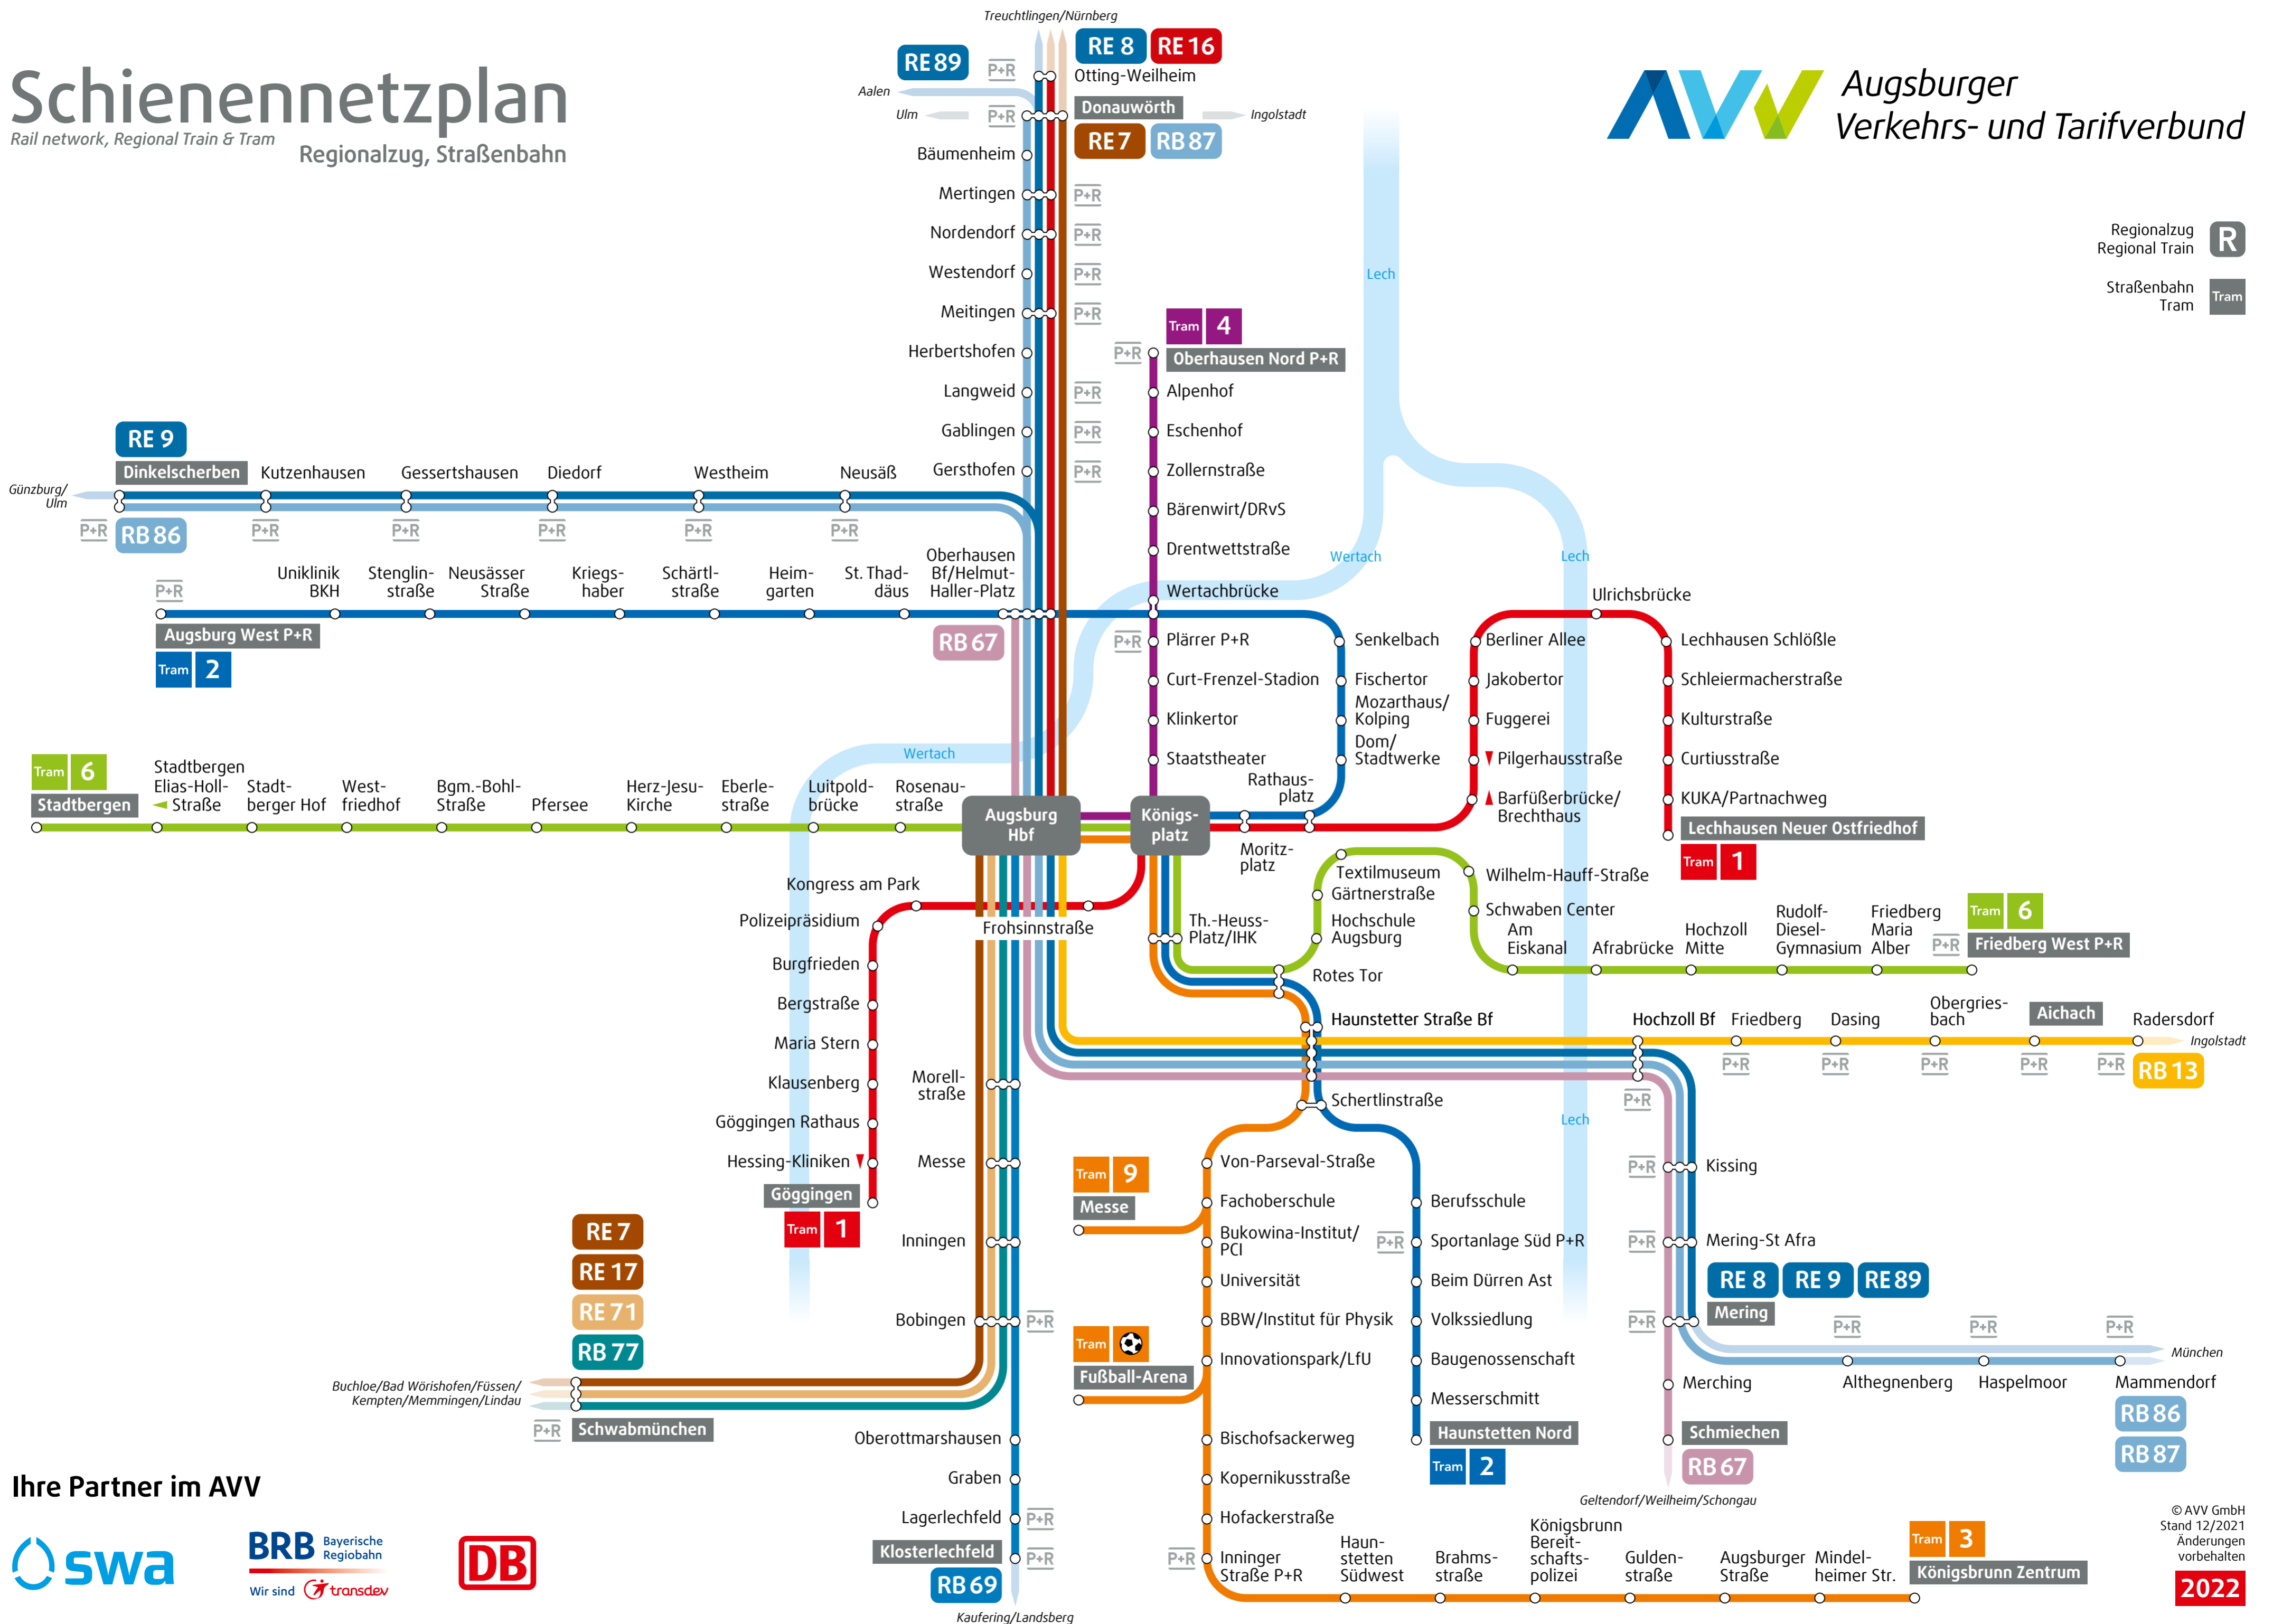 Schienennetzplan
Rail network, Regional Train & Tram
Regionalzug, Straßenbahn
Treuchtlingen/Nürnberg
RE 89
P+R
RE 8
RE 16
Otting-Weilheim
Aalen
Ulm
P+R
Donauwörth
Ingolstadt
RE 7
RB 87
Bäumenheim
Mertingen
P+R
Nordendorf
P+R
Westendorf
P+R
Meitingen
P+R
Herbertshofen
Langweid
P+R
Gablingen
P+R
Gersthofen
P+R
Augsburger
Verkehrs- und Tarifverbund
Regionalzug
Regional Train
R
Straßenbahn
Tram
Tram
Lech
Wertach
Lech
Wertach
Lech
Tram
4
P+R
Oberhausen Nord P+R
Alpenhof
Eschenhof
Zollernstraße
Bärenwirt/DRvS
Drentwettstraße
Wertachbrücke
P+R
Plärrer P+R
Curt-Frenzel-Stadion
Klinkertor
Staatstheater
RE 9
Dinkelscherben
Kutzenhausen
Gessertshausen
Diedorf
Westheim
Neusäß
Günzburg/
Ulm
P+R
RB 86
P+R
P+R
P+R
P+R
P+R
P+R
Augsburg West P+R
Tram
2
Uniklinik
BKH
Stenglin-
straße
Neusässer
Straße
Kriegs-
haber
Schärtl-
straße
Heim-
garten
St. Thad-
däus
Oberhausen
Bf/Helmut-
Haller-Platz
RB 67
Senkelbach
Fischertor
Mozarthaus/
Kolping
Dom/
Stadtwerke
Rathaus-
platz
Moritz-
platz
Berliner Allee
Jakobertor
Fuggerei
Pilgerhausstraße
Barfüßerbrücke/
Brechthaus
Ulrichsbrücke
Lechhausen Schlößle
Schleiermacherstraße
Kulturstraße
Curtiusstraße
KUKA/Partnachweg
Lechhausen Neuer Ostfriedhof
Tram
1
Tram
6
Stadtbergen
Stadtbergen
Elias-Holl-
Straße
Stadt-
berger Hof
West-
friedhof
Bgm.-Bohl-
Straße
Pfersee
Herz-Jesu-
Kirche
Eberle-
straße
Luitpold-
brücke
Rosenau-
straße
Augsburg
Hbf
Königs-
platz
Kongress am Park
Frohsinnstraße
Polizeipräsidium
Burgfrieden
Bergstraße
Maria Stern
Klausenberg
Göggingen Rathaus
Hessing-Kliniken
Göggingen
Tram
1
Th.-Heuss-
Platz/IHK
Rotes Tor
Hochschule
Augsburg
Textilmuseum
Gärtnerstraße
Wilhelm-Hauff-Straße
Schwaben Center
Am
Eiskanal
Afrabrücke
Hochzoll
Mitte
Rudolf-
Diesel-
Gymnasium
Friedberg
Maria
Alber
P+R
Tram
6
Friedberg West P+R
Haunstetter Straße Bf
Hochzoll Bf
P+R
Friedberg
P+R
Dasing
P+R
Obergries-
bach
P+R
Aichach
P+R
Radersdorf
P+R
Ingolstadt
RB 13
Schertlinstraße
Morell-
straße
Messe
Inningen
Bobingen
P+R
RE 7
RE 17
RE 71
RB 77
Buchloe/Bad Wörishofen/Füssen/
Kempten/Memmingen/Lindau
P+R
Schwabmünchen
Oberottmarshausen
Graben
Lagerlechfeld
P+R
Klosterlechfeld
P+R
RB 69
Kaufering/Landsberg
Von-Parseval-Straße
Tram
9
Messe
Fachoberschule
Bukowina-Institut/
PCI
Universität
BBW/Institut für Physik
Innovationspark/LfU
Tram
Fußball-Arena
Bischofsackerweg
Kopernikusstraße
Hofackerstraße
P+R
Inninger
Straße P+R
Haun-
stetten
Südwest
Brahms-
straße
Königsbrunn
Bereit-
schafts-
polizei
Gulden-
straße
Augsburger
Straße
Mindel-
heimer Str.
Tram
3
Königsbrunn Zentrum
Berufsschule
P+R
Sportanlage Süd P+R
Beim Dürren Ast
Volkssiedlung
Baugenossenschaft
Messerschmitt
Haunstetten Nord
Tram
2
P+R
Kissing
P+R
Mering-St Afra
RE 8
RE 9
RE 89
P+R
Mering
P+R
P+R
P+R
München
Althegnenberg
Haspelmoor
Mammendorf
RB 86
RB 87
Merching
Schmiechen
RB 67
Geltendorf/Weilheim/Schongau
Ihre Partner im AVV
swa
BRB
Bayerische
Regiobahn
Wir sind transdev
DB
© AVV GmbH
Stand 12/2021
Änderungen
vorbehalten
2022